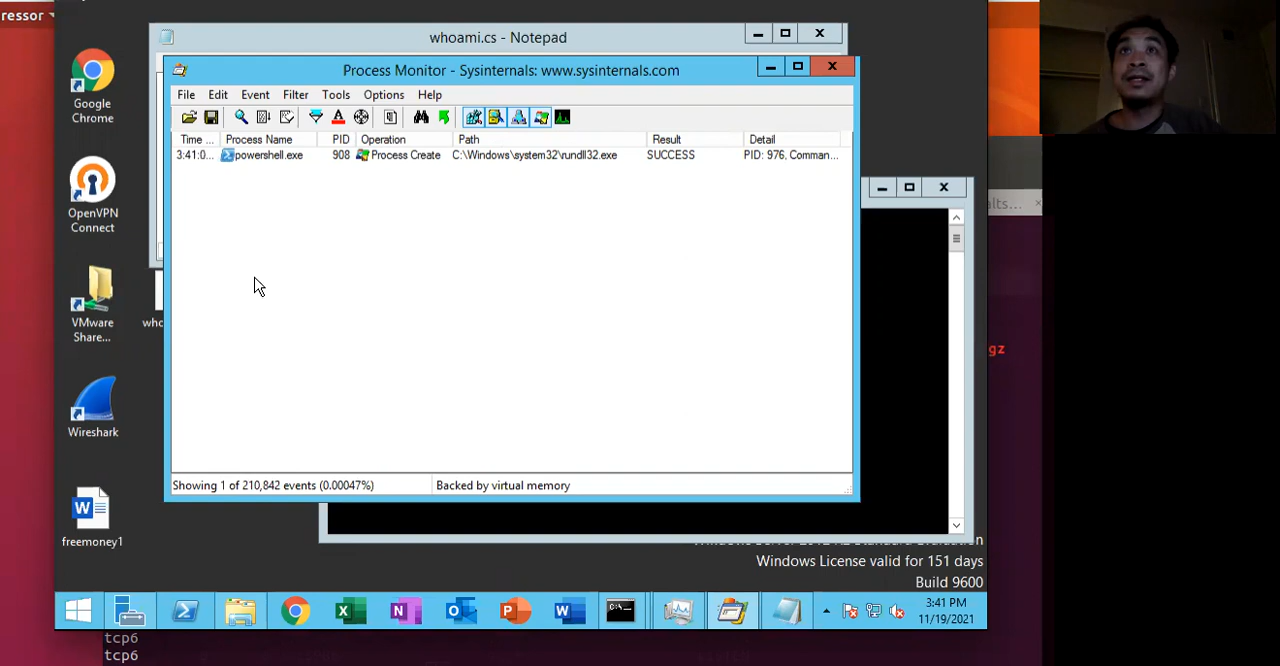 ressor
whoami.cs - Notepad
Process Monitor - Sysinternals: www.sysinternals.com
File Edit Event Filter Tools Options Help
Time ... Process Name PID Operation Path Result Detail
3:41:0... powershell.exe 908 Process Create C:\Windows\system32\rundll32.exe SUCCESS PID: 976, Comman...
Showing 1 of 210,842 events (0.00047%) Backed by virtual memory
Google
Chrome
OpenVPN
Connect
VMware
Share...
Wireshark
freemoney1
alts...
gz
Windows License valid for 151 days
Build 9600
3:41 PM
11/19/2021
tcp6
tcp6